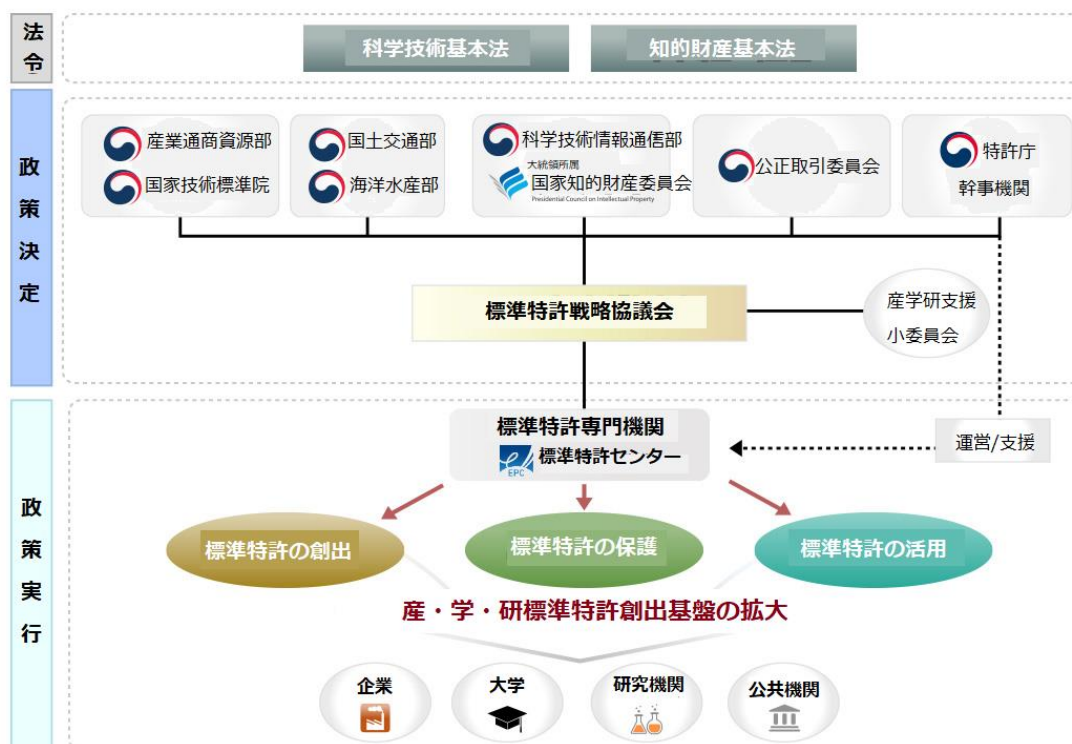 法令
科学技術基本法
知的財産基本法
政策決定
産業通商資源部
国家技術標準院
国土交通部
海洋水産部
科学技術情報通信部
大統領所属
国家知的財産委員会
Presidential Council on Intellectual Property
公正取引委員会
特許庁
幹事機関
標準特許戦略協議会
産学研支援
小委員会
政策実行
標準特許専門機関
EPC
標準特許センター
運営/支援
標準特許の創出
標準特許の保護
標準特許の活用
産・学・研標準特許創出基盤の拡大
企業
大学
研究機関
公共機関